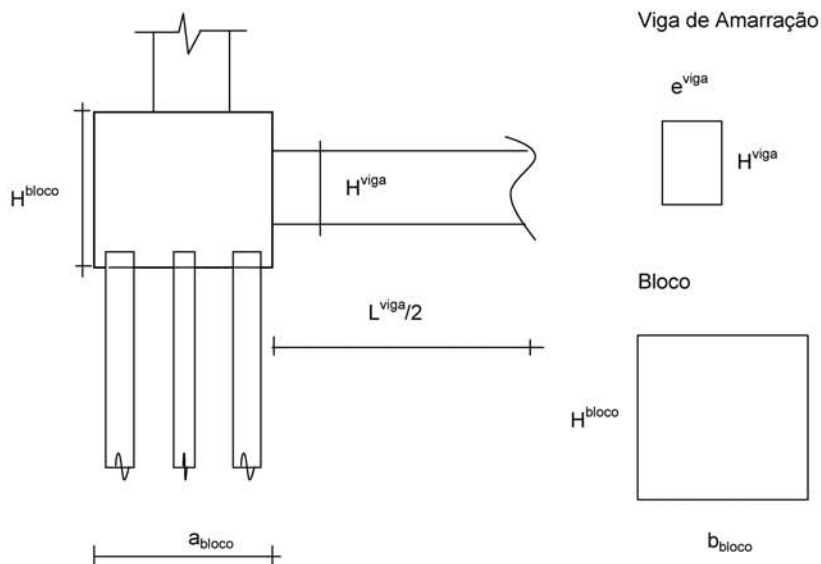 Viga de Amarração
e^viga
H^viga
H^bloco
H^viga
L^viga/2
Bloco
H^bloco
a_bloco
b_bloco